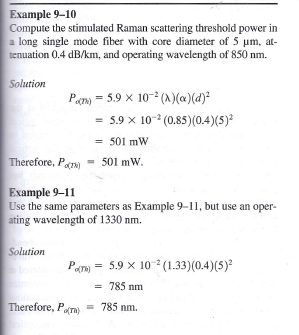 Example 9–10
Compute the stimulated Raman scattering threshold power in
a long single mode fiber with core diameter of 5 μm, at-
tenuation 0.4 dB/km, and operating wavelength of 850 nm.
Solution
Po(Th) = 5.9 × 10⁻² (λ)(α)(d)²
= 5.9 × 10⁻² (0.85)(0.4)(5)²
= 501 mW
Therefore, Po(Th) = 501 mW.
Example 9–11
Use the same parameters as Example 9–11, but use an oper-
ating wavelength of 1330 nm.
Solution
Po(Th) = 5.9 × 10⁻² (1.33)(0.4)(5)²
= 785 nm
Therefore, Po(Th) = 785 nm.